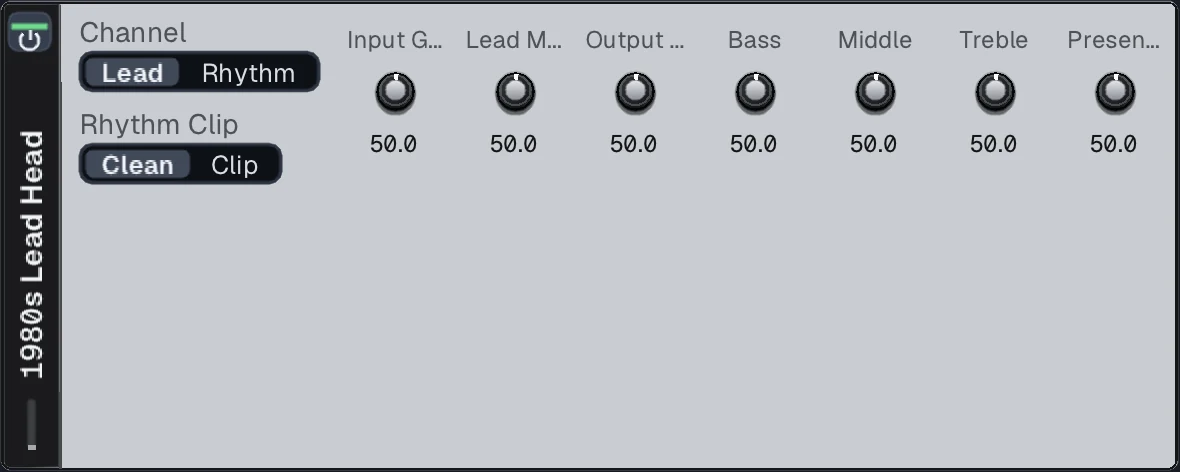 1980s Lead Head
Channel
Lead Rhythm
Rhythm Clip
Clean Clip
Input G... Lead M... Output ... Bass Middle Treble Presen...
50.0 50.0 50.0 50.0 50.0 50.0 50.0